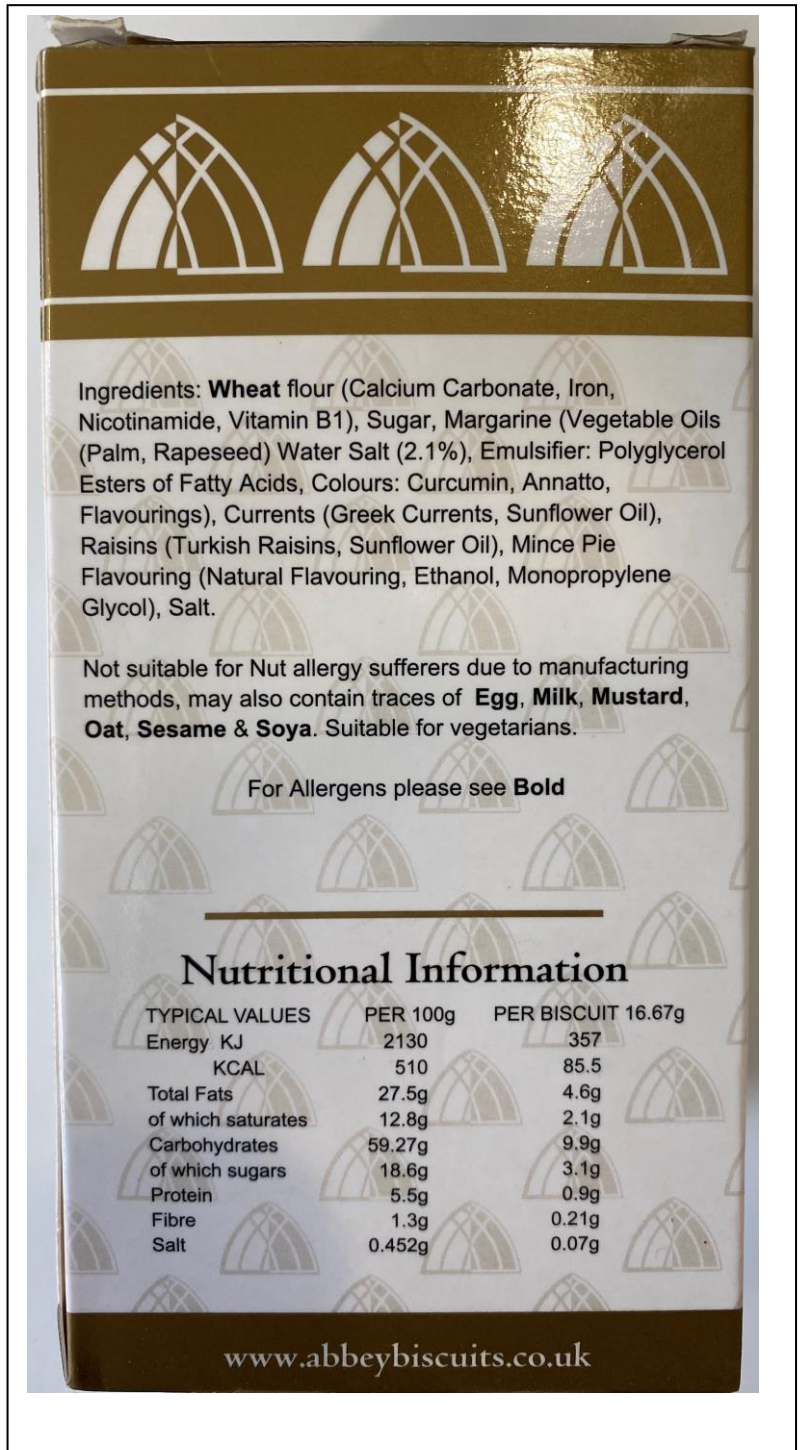 Ingredients: Wheat flour (Calcium Carbonate, Iron,
Nicotinamide, Vitamin B1), Sugar, Margarine (Vegetable Oils
(Palm, Rapeseed) Water Salt (2.1%), Emulsifier: Polyglycerol
Esters of Fatty Acids, Colours: Curcumin, Annatto,
Flavourings), Currents (Greek Currents, Sunflower Oil),
Raisins (Turkish Raisins, Sunflower Oil), Mince Pie
Flavouring (Natural Flavouring, Ethanol, Monopropylene
Glycol), Salt.
Not suitable for Nut allergy sufferers due to manufacturing
methods, may also contain traces of Egg, Milk, Mustard,
Oat, Sesame & Soya. Suitable for vegetarians.
For Allergens please see Bold
Nutritional Information
TYPICAL VALUES PER 100g PER BISCUIT 16.67g
Energy KJ 2130 357
KCAL 510 85.5
Total Fats 27.5g 4.6g
of which saturates 12.8g 2.1g
Carbohydrates 59.27g 9.9g
of which sugars 18.6g 3.1g
Protein 5.5g 0.9g
Fibre 1.3g 0.21g
Salt 0.452g 0.07g
www.abbeybiscuits.co.uk